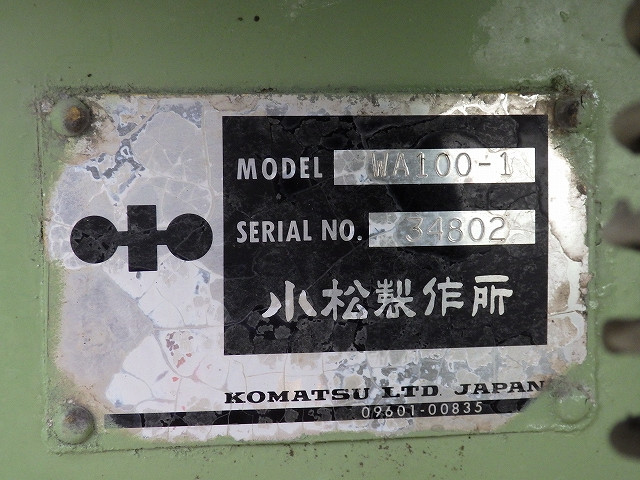 MODEL WA100-1
SERIAL NO. 34802
小松製作所
KOMATSU LTD. JAPAN
09601-00835